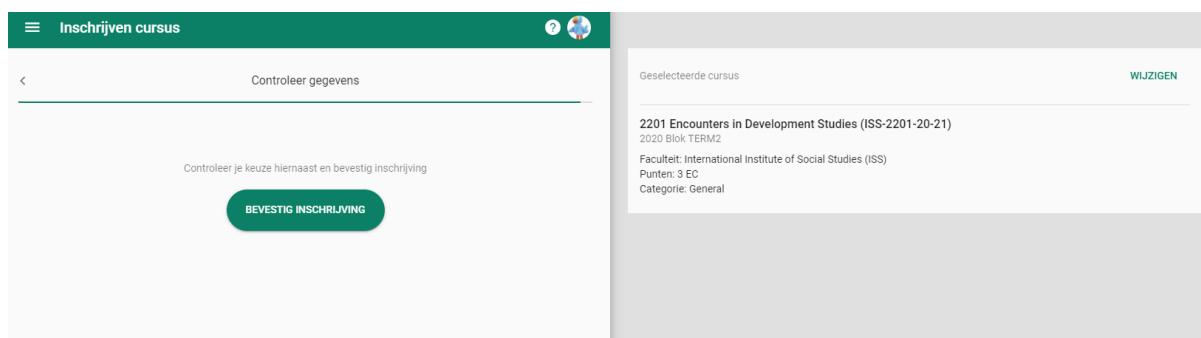 Inschrijven cursus
?
Controleer gegevens
Controleer je keuze hiernaast en bevestig inschrijving
BEVESTIG INSCHRIJVING
Geselecteerde cursus
WIJZIGEN
2201 Encounters in Development Studies (ISS-2201-20-21)
2020 Blok TERM2
Faculteit: International Institute of Social Studies (ISS)
Punten: 3 EC
Categorie: General